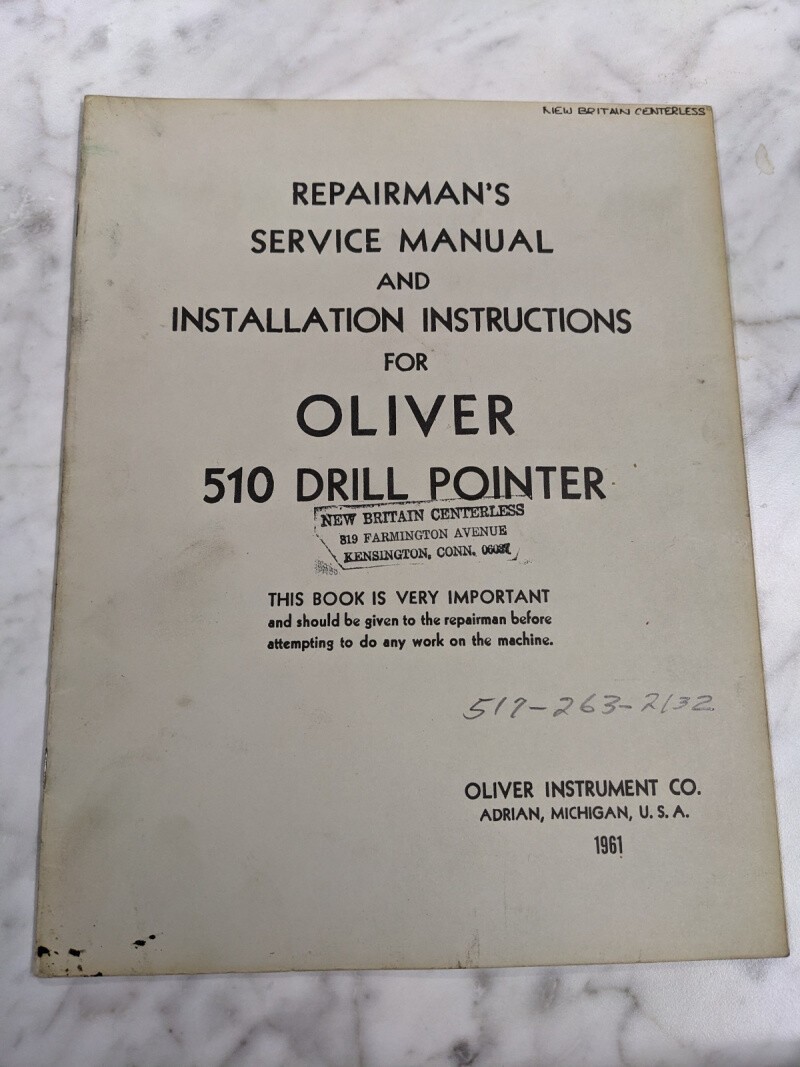 NEW BRITAIN CENTERLESS
REPAIRMAN'S
SERVICE MANUAL
AND
INSTALLATION INSTRUCTIONS
FOR
OLIVER
510 DRILL POINTER
NEW BRITAIN CENTERLESS
819 FARMINGTON AVENUE
KENSINGTON, CONN. 06037
THIS BOOK IS VERY IMPORTANT
and should be given to the repairman before
attempting to do any work on the machine.
517-263-2132
OLIVER INSTRUMENT CO.
ADRIAN, MICHIGAN, U. S. A.
1961